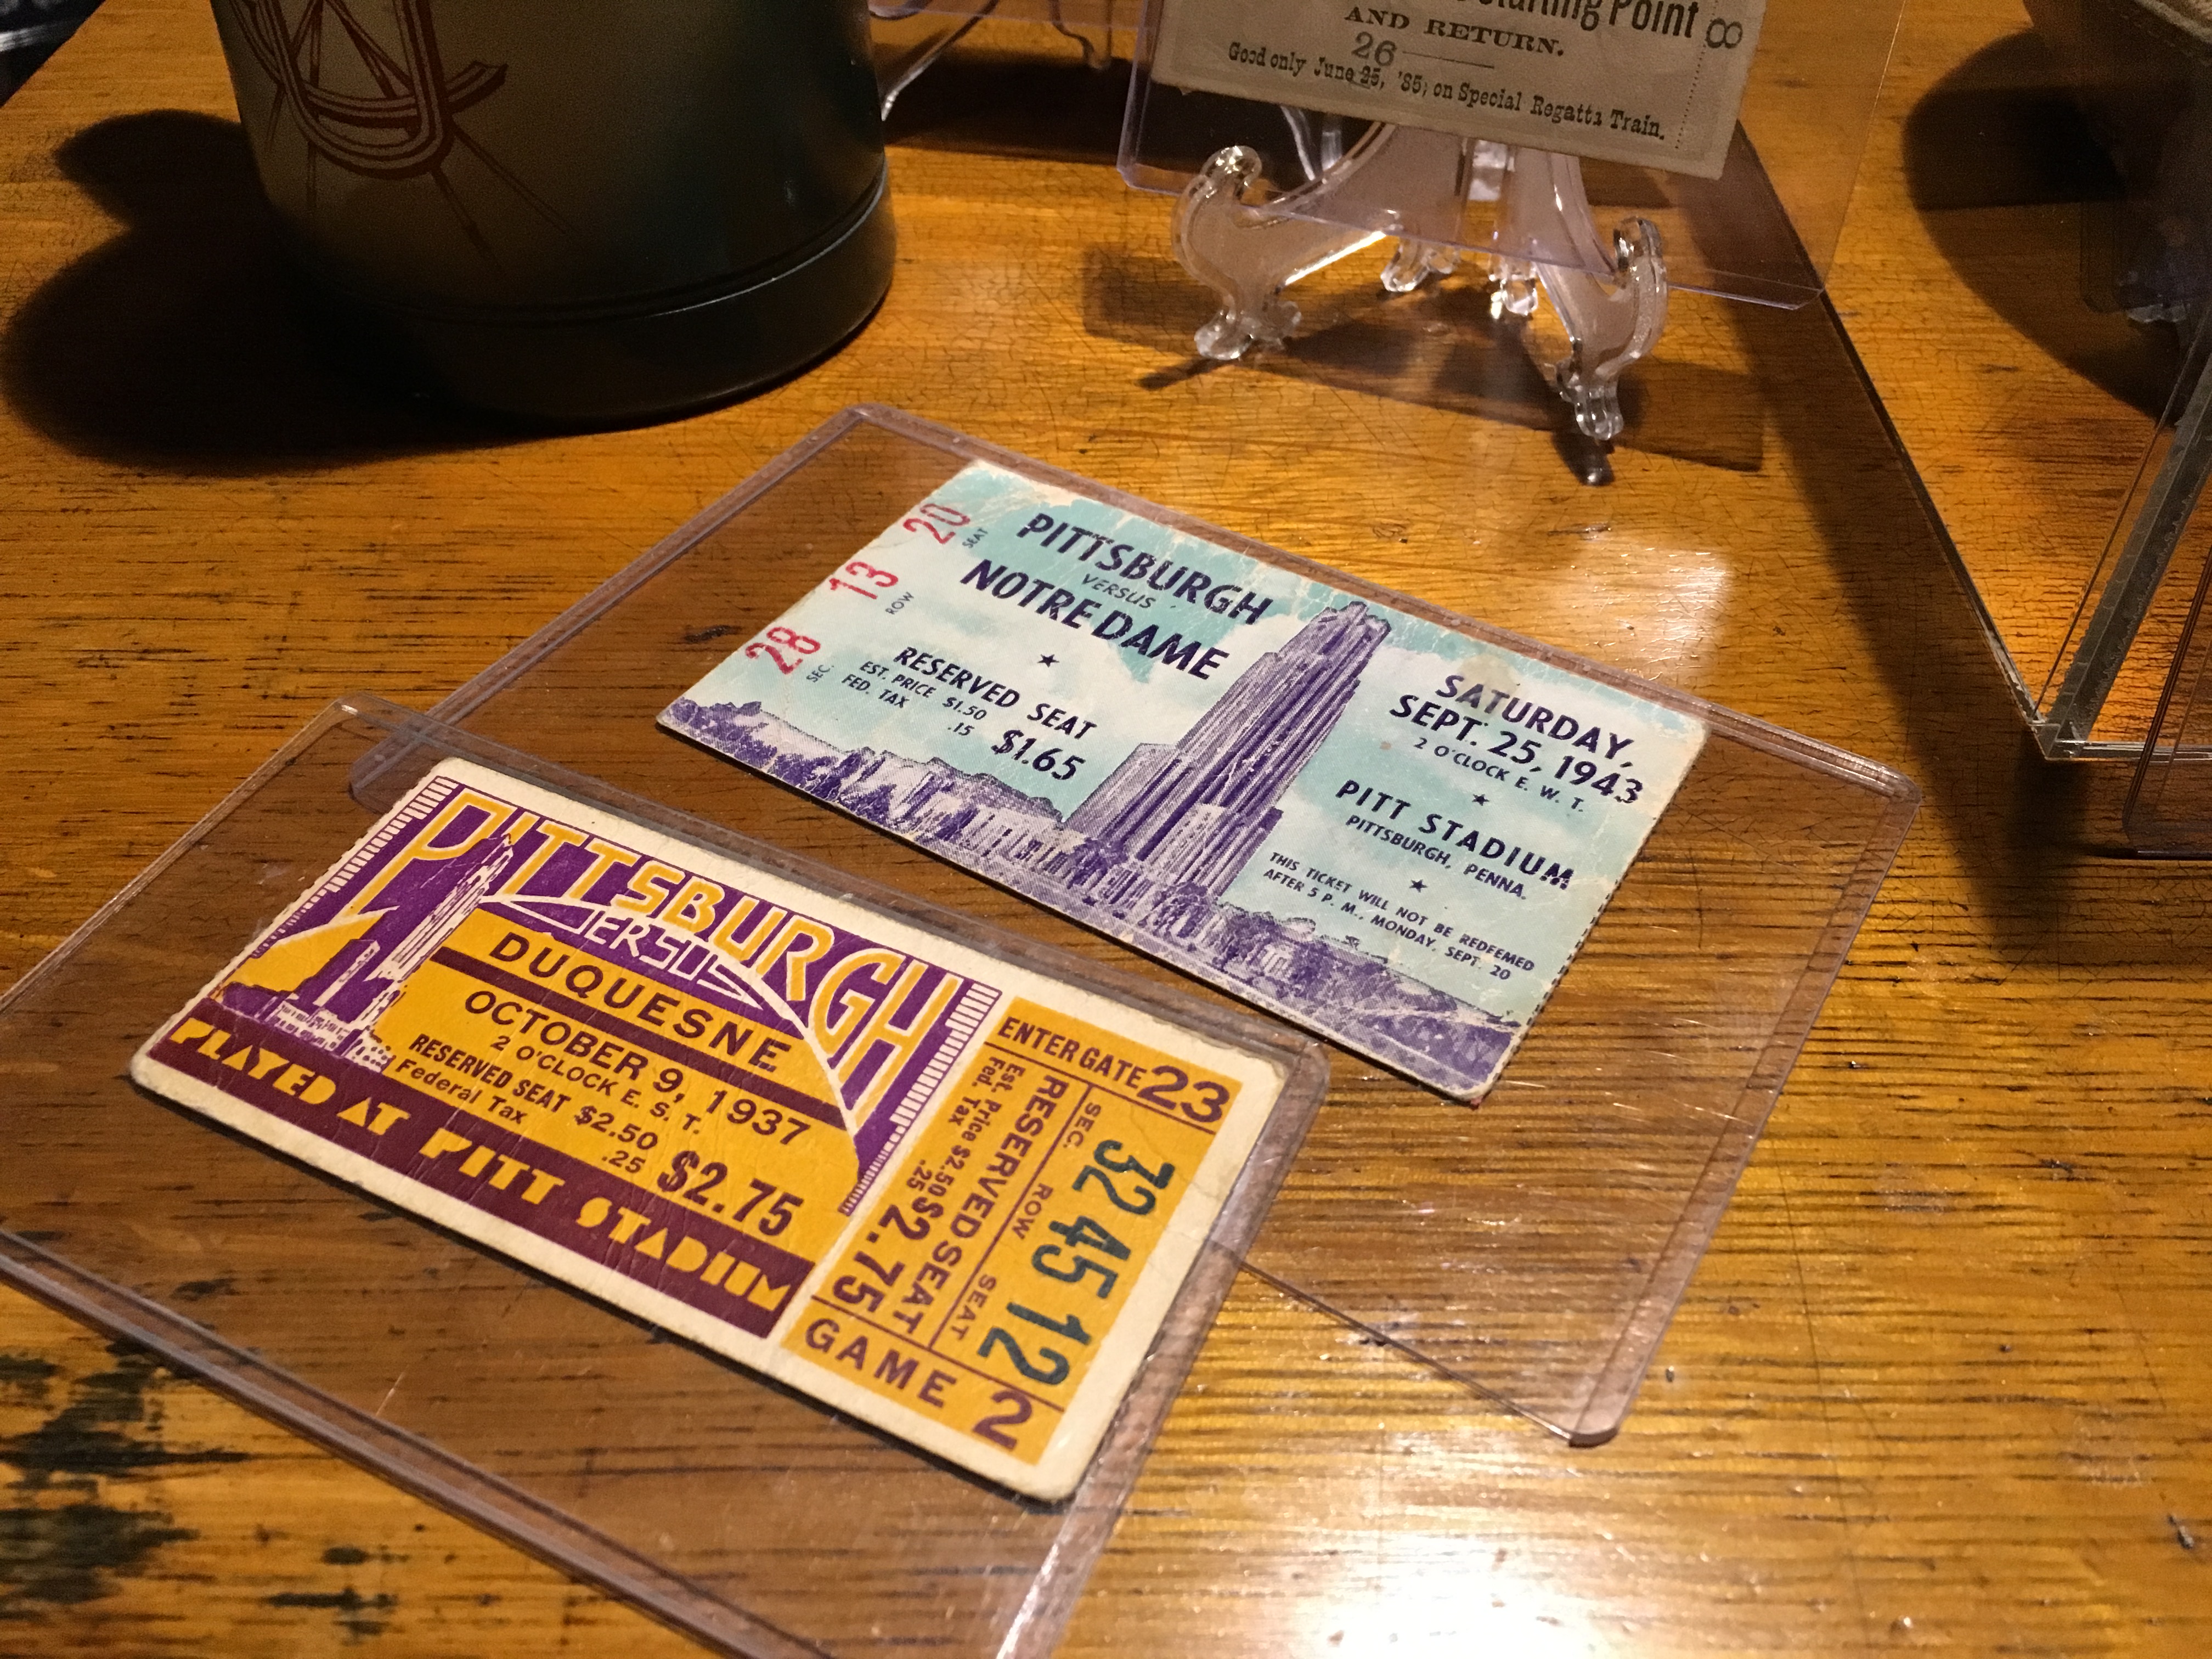 Starting Point
8
AND RETURN.
26
Good only June 25, '85; on Special Regatta Train.
20 SEAT
13 ROW
28 SEC.
PITTSBURGH
VERSUS
NOTRE DAME
RESERVED SEAT
EST. PRICE $1.50
FED. TAX .15
$1.65
SATURDAY,
SEPT. 25, 1943
2 O'CLOCK E. W. T.
PITT STADIUM
PITTSBURGH, PENNA.
THIS TICKET WILL NOT BE REDEEMED
AFTER 5 P. M., MONDAY, SEPT. 20
PITTSBURGH
VERSUS
DUQUESNE
OCTOBER 9, 1937
2 O'CLOCK E. S. T.
RESERVED SEAT $2.50
Federal Tax .25
$2.75
PLAYED AT PITT STADIUM
ENTER GATE 23
SEC. ROW SEAT
32 45 12
RESERVED SEAT
Est. Price $2.50
Fed. Tax .25
$2.75
GAME 2